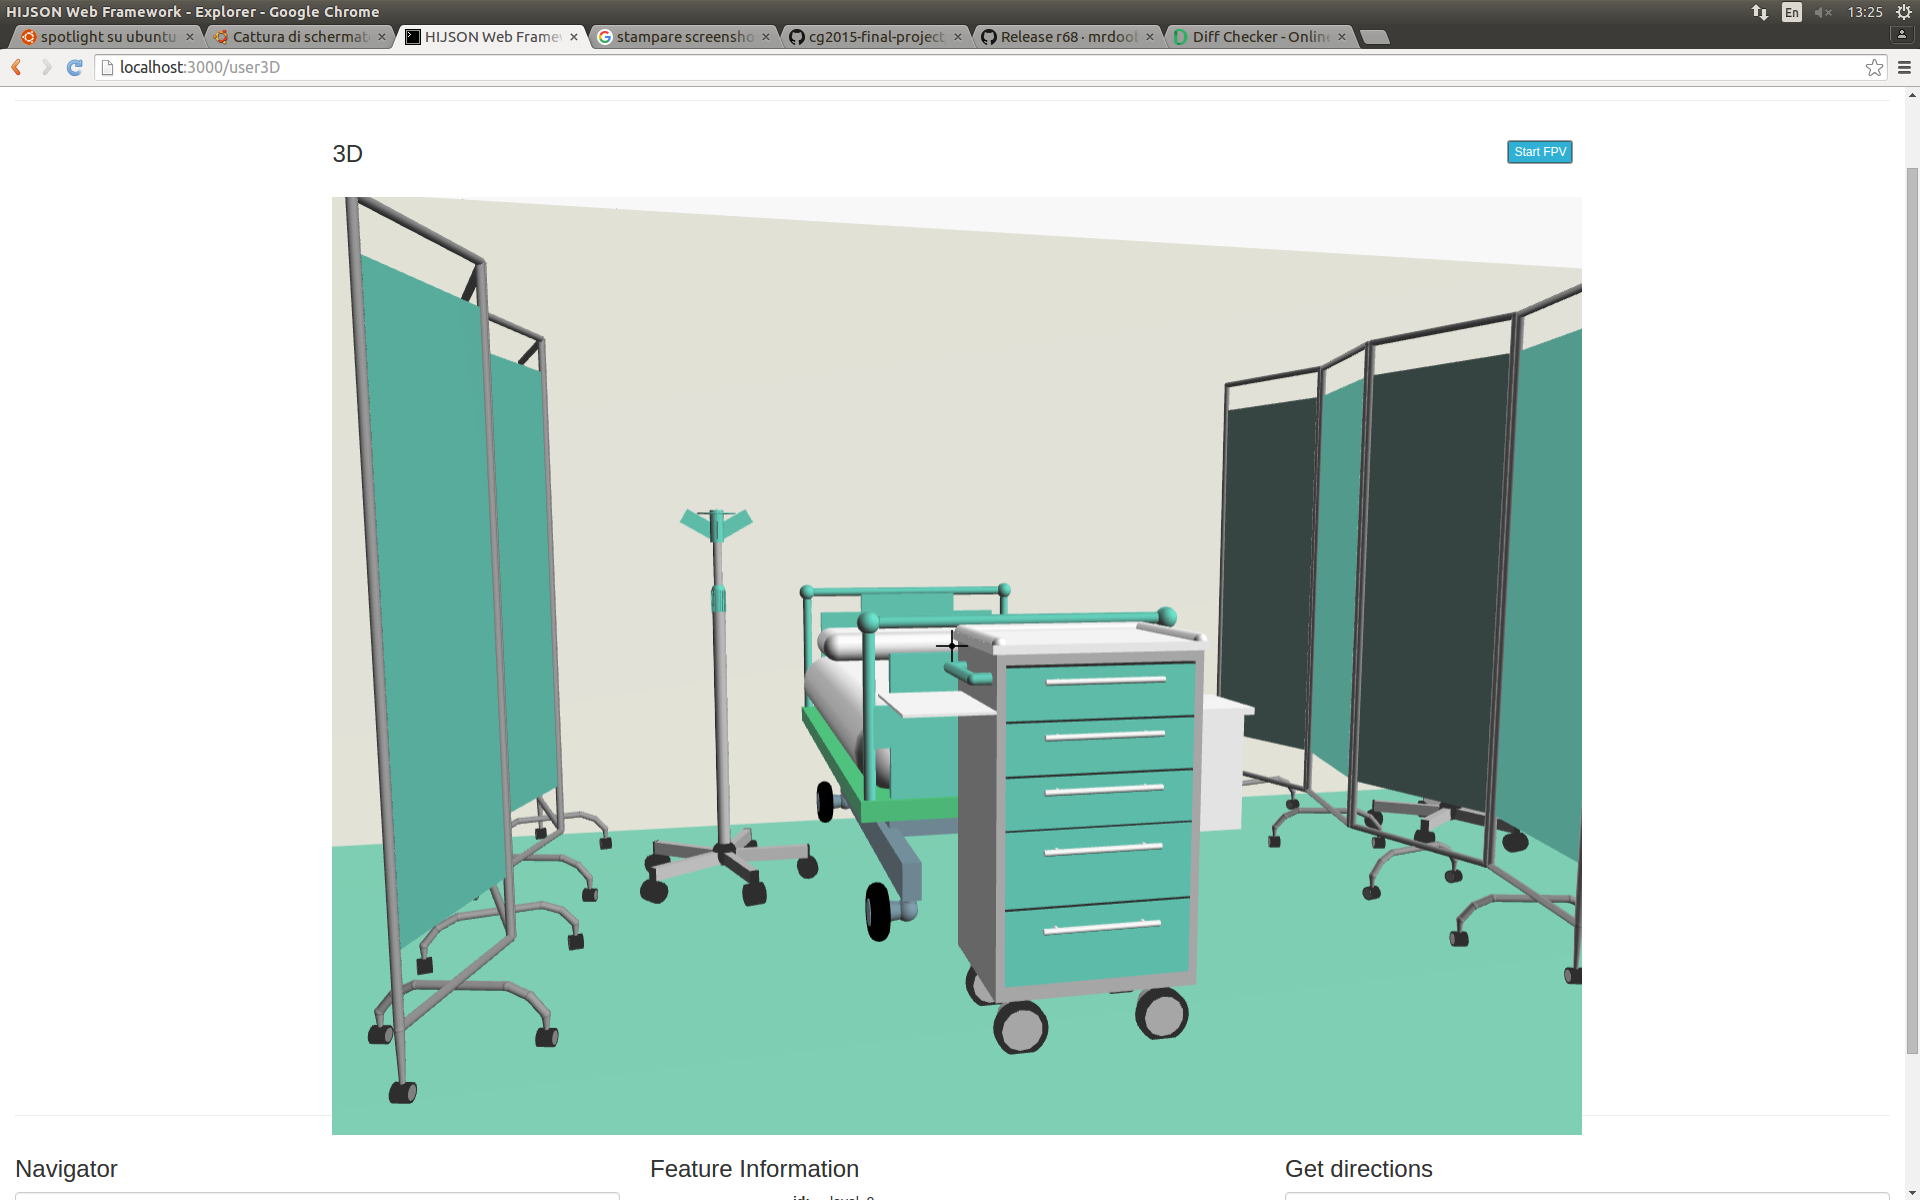 HIJSON Web Framework - Explorer - Google Chrome
En
13:25
spotlight su ubuntu
Cattura di schermat
HIJSON Web Frame
stampare screensho
cg2015-final-project
Release r68 · mrdoob
Diff Checker - Online
localhost:3000/user3D
3D
Start FPV
Navigator
Feature Information
Get directions